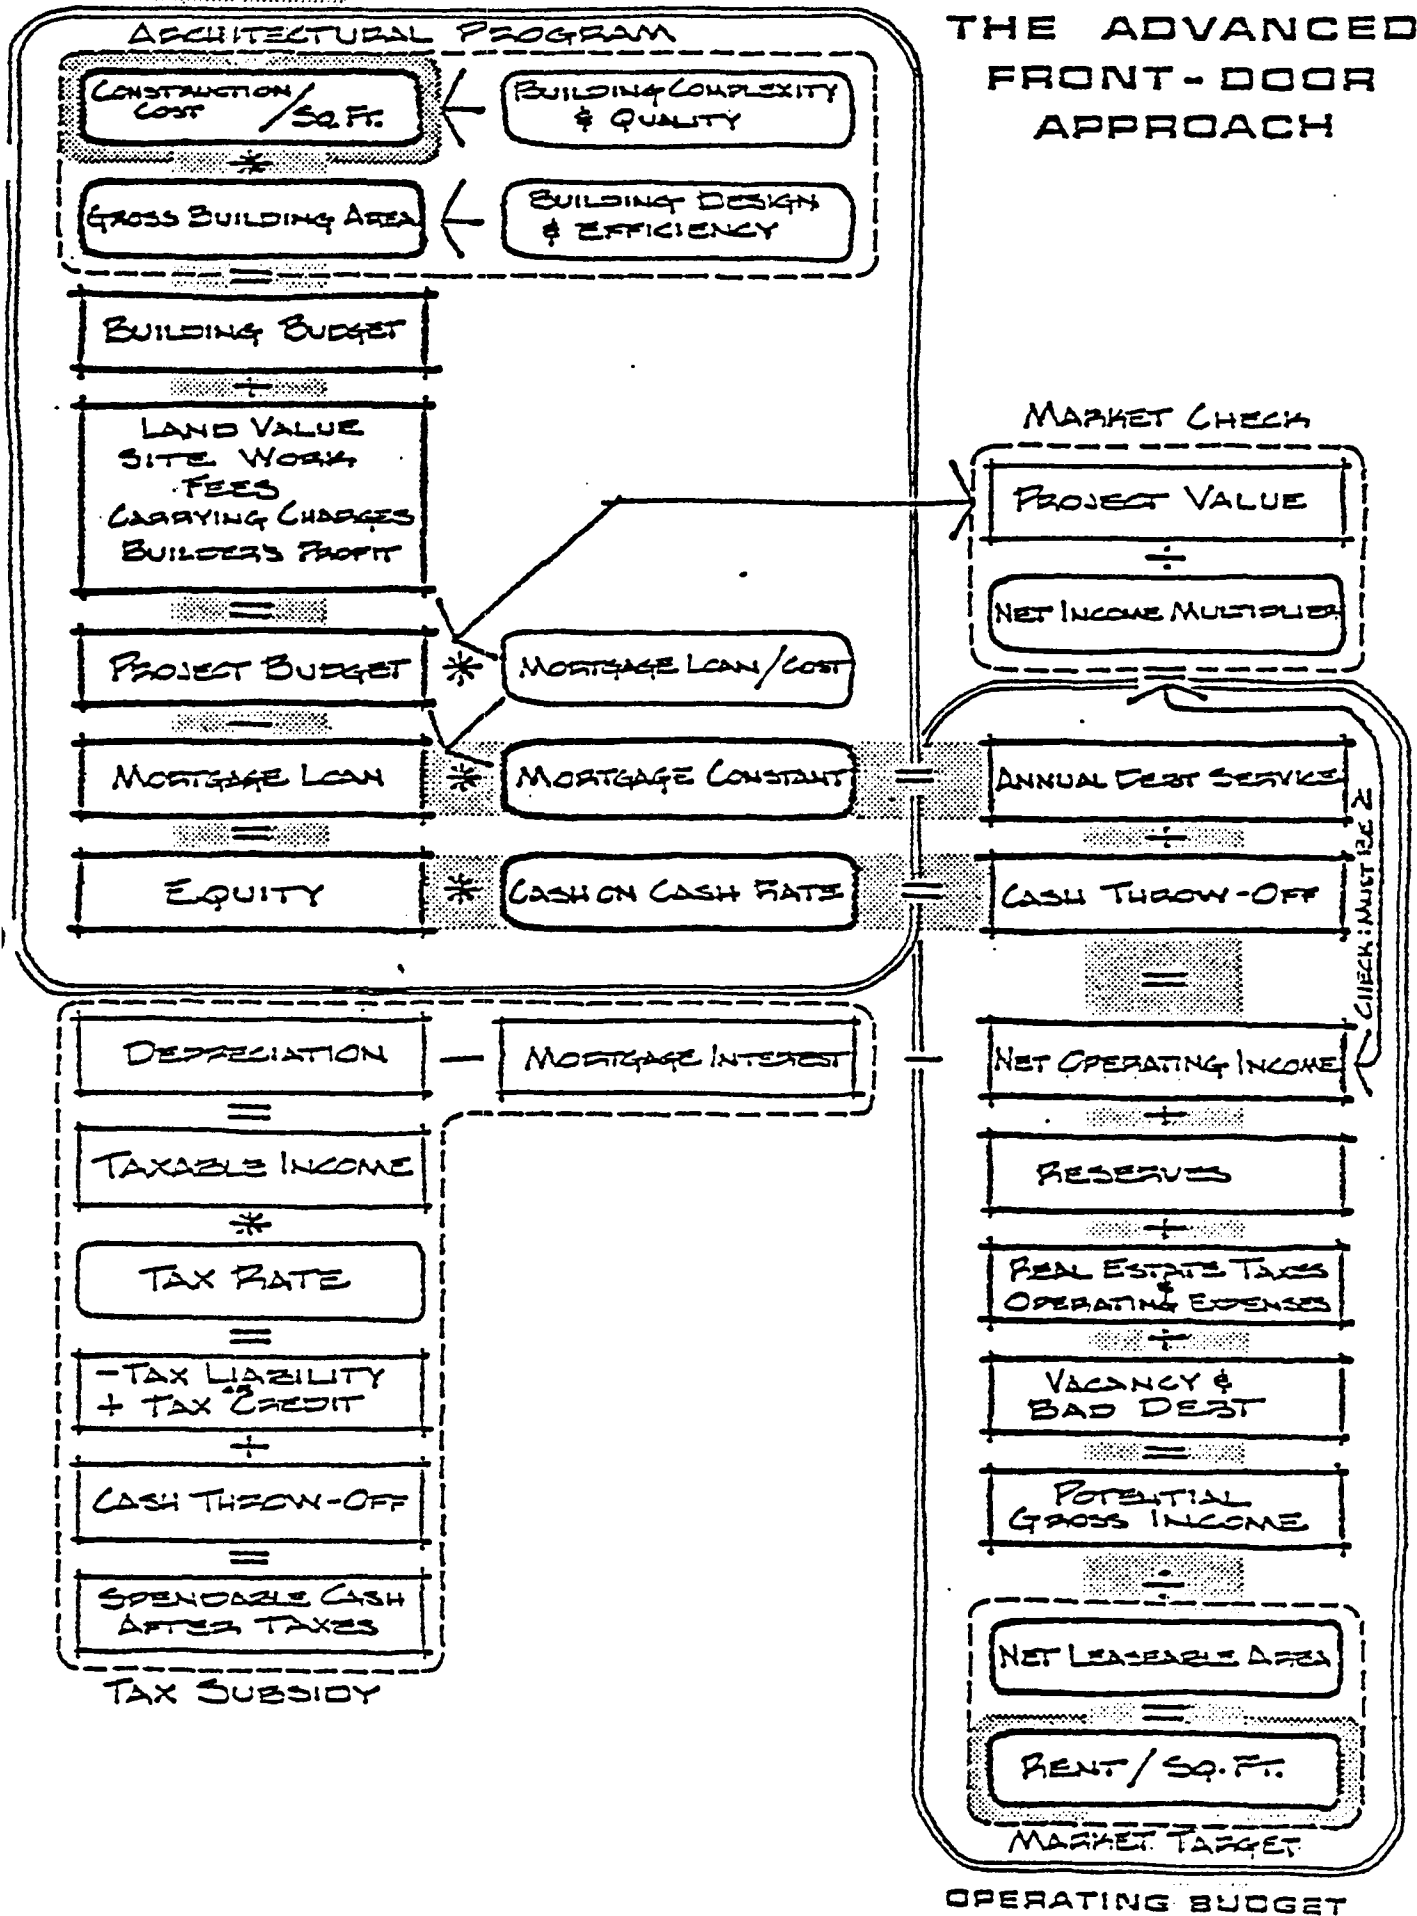 THE ADVANCED
FRONT-DOOR
APPROACH
ARCHITECTURAL PROGRAM
CONSTRUCTION
COST / SQ. FT.
BUILDING COMPLEXITY
& QUALITY
*
GROSS BUILDING AREA
BUILDING DESIGN
& EFFICIENCY
=
BUILDING BUDGET
+
LAND VALUE
SITE WORK
FEES
CARRYING CHARGES
BUILDER'S PROFIT
=
PROJECT BUDGET * MORTGAGE LOAN/COST
-
MORTGAGE LOAN * MORTGAGE CONSTANT =
=
EQUITY * CASH ON CASH RATE =
MARKET CHECK
PROJECT VALUE
÷
NET INCOME MULTIPLIER
=
ANNUAL DEBT SERVICE
+
CASH THROW-OFF
=
CHECK: MUST BE ≥
DEPRECIATION - MORTGAGE INTEREST - NET OPERATING INCOME
=
TAXABLE INCOME
*
TAX RATE
=
-TAX LIABILITY
OR
+ TAX CREDIT
+
CASH THROW-OFF
=
SPENDABLE CASH
AFTER TAXES
TAX SUBSIDY
+
RESERVES
+
REAL ESTATE TAXES
&
OPERATING EXPENSES
+
VACANCY &
BAD DEBT
=
POTENTIAL
GROSS INCOME
÷
NET LEASEABLE AREA
=
RENT / SQ. FT.
MARKET TARGET
OPERATING BUDGET